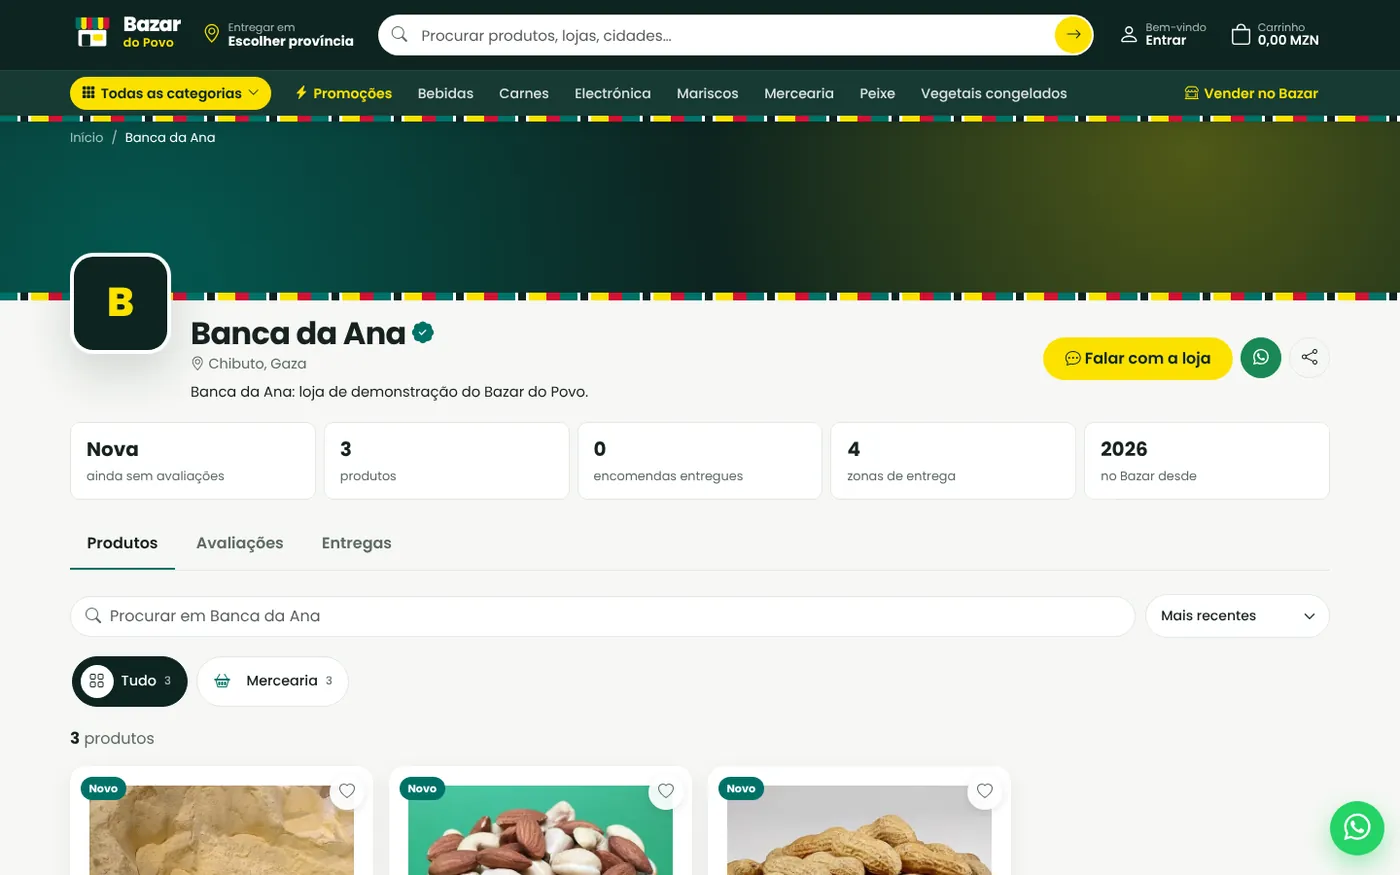 Bazar
do Povo
Entregar em
Escolher província
Procurar produtos, lojas, cidades...
Bem-vindo
Entrar
Carrinho
0,00 MZN
Todas as categorias
Promoções
Bebidas
Carnes
Electrónica
Mariscos
Mercearia
Peixe
Vegetais congelados
Vender no Bazar
Início / Banca da Ana
B
Banca da Ana
Chibuto, Gaza
Banca da Ana: loja de demonstração do Bazar do Povo.
Falar com a loja
Nova
ainda sem avaliações
3
produtos
0
encomendas entregues
4
zonas de entrega
2026
no Bazar desde
Produtos
Avaliações
Entregas
Procurar em Banca da Ana
Mais recentes
Tudo 3
Mercearia 3
3 produtos
Novo
Novo
Novo